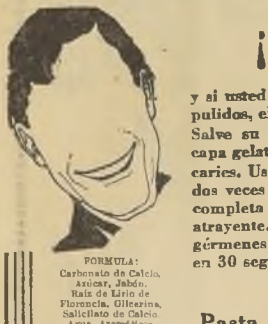 ¡
y si usted
pulidos, e
Salve su
capa gelat
caries. Us
dos veces
completa
atrayente.
gérmenes
en 30 seg
Pasta
FORMULA:
Carbonato de Calcio,
Azúcar, Jabón.
Raíz de Lirio de
Florencia, Glicerina,
Salicilato de Calcio
Agua